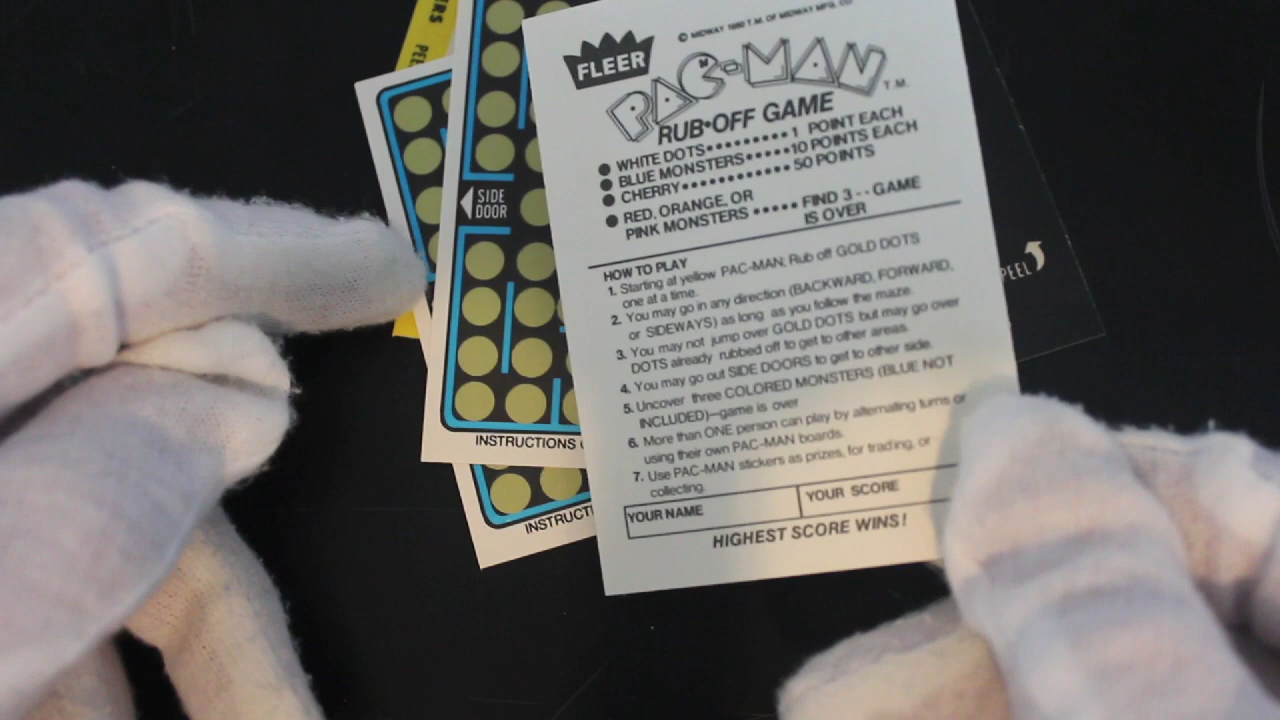 ERS
PEE
© MIDWAY 1980 T.M. OF MIDWAY MFG. CO
FLEER
PAC-MAN T.M.
RUB•OFF GAME
WHITE DOTS•••••••••1 POINT EACH
BLUE MONSTERS•••••10 POINTS EACH
CHERRY••••••••••••• 50 POINTS
RED, ORANGE, OR
PINK MONSTERS ••••• FIND 3 - - GAME
IS OVER
HOW TO PLAY
1. Starting at yellow PAC-MAN: Rub off GOLD DOTS
one at a time.
2. You may go in any direction (BACKWARD, FORWARD,
or SIDEWAYS) as long as you follow the maze.
3. You may not jump over GOLD DOTS but may go over
DOTS already rubbed off to get to other areas.
4. You may go out SIDE DOORS to get to other side.
5. Uncover three COLORED MONSTERS (BLUE NOT
INCLUDED)—game is over
6. More than ONE person can play by alternating turns or
using their own PAC-MAN boards.
7. Use PAC-MAN stickers as prizes, for trading, or
collecting.
YOUR NAME
YOUR SCORE
HIGHEST SCORE WINS!
SIDE
DOOR
INSTRUCTIONS
INSTRUCTI
PEEL